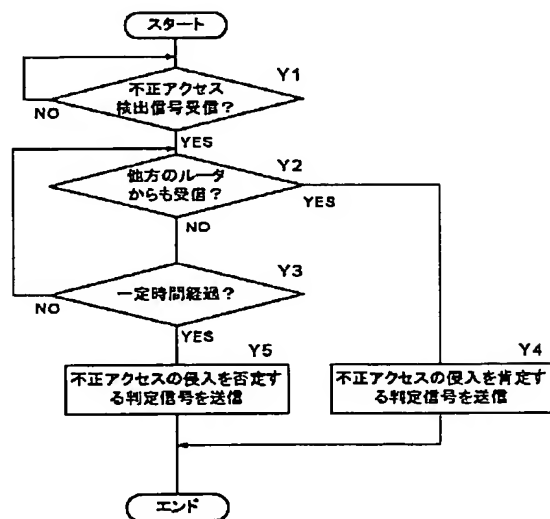 スタート
Y1
不正アクセス
検出信号受信?
NO
YES
Y2
他方のルータ
からも受信?
YES
NO
Y3
一定時間経過?
NO
YES
Y5
不正アクセスの侵入を否定す
る判定信号を送信
Y4
不正アクセスの侵入を肯定す
る判定信号を送信
エンド